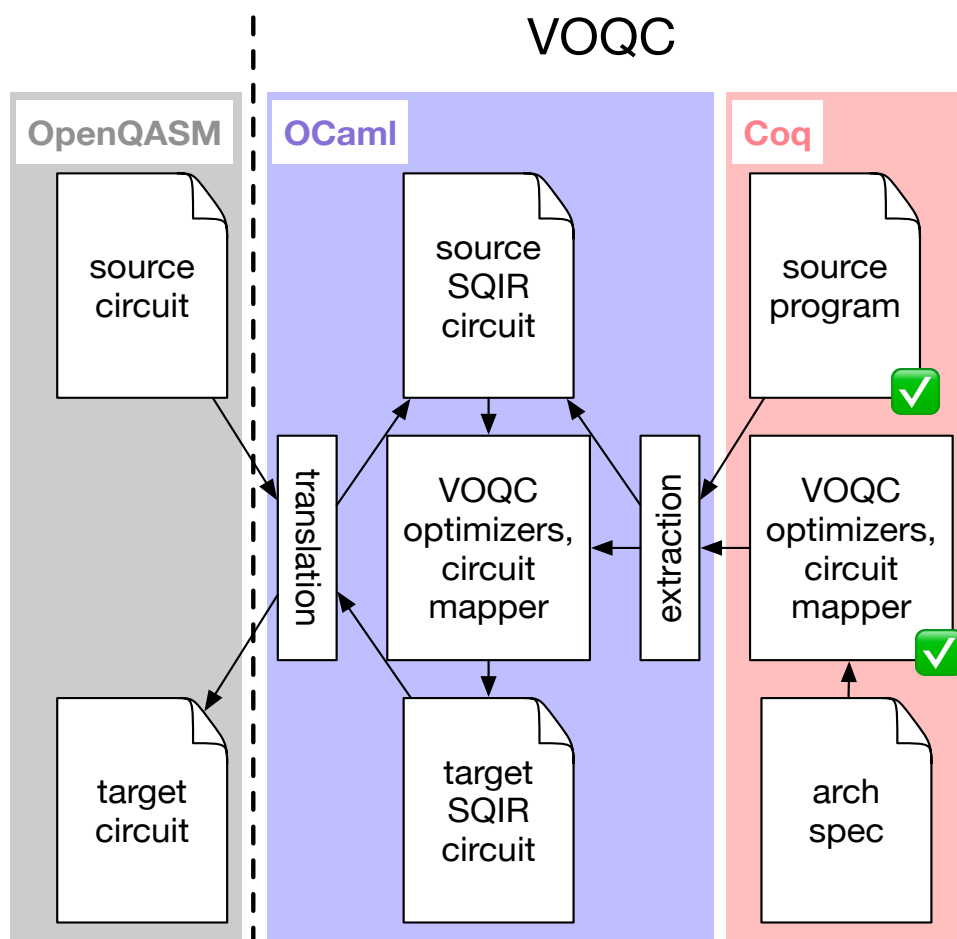 VOQC
OpenQASM
OCaml
Coq
source
circuit
source
SQIR
circuit
source
program
translation
VOQC
optimizers,
circuit
mapper
extraction
VOQC
optimizers,
circuit
mapper
target
circuit
target
SQIR
circuit
arch
spec